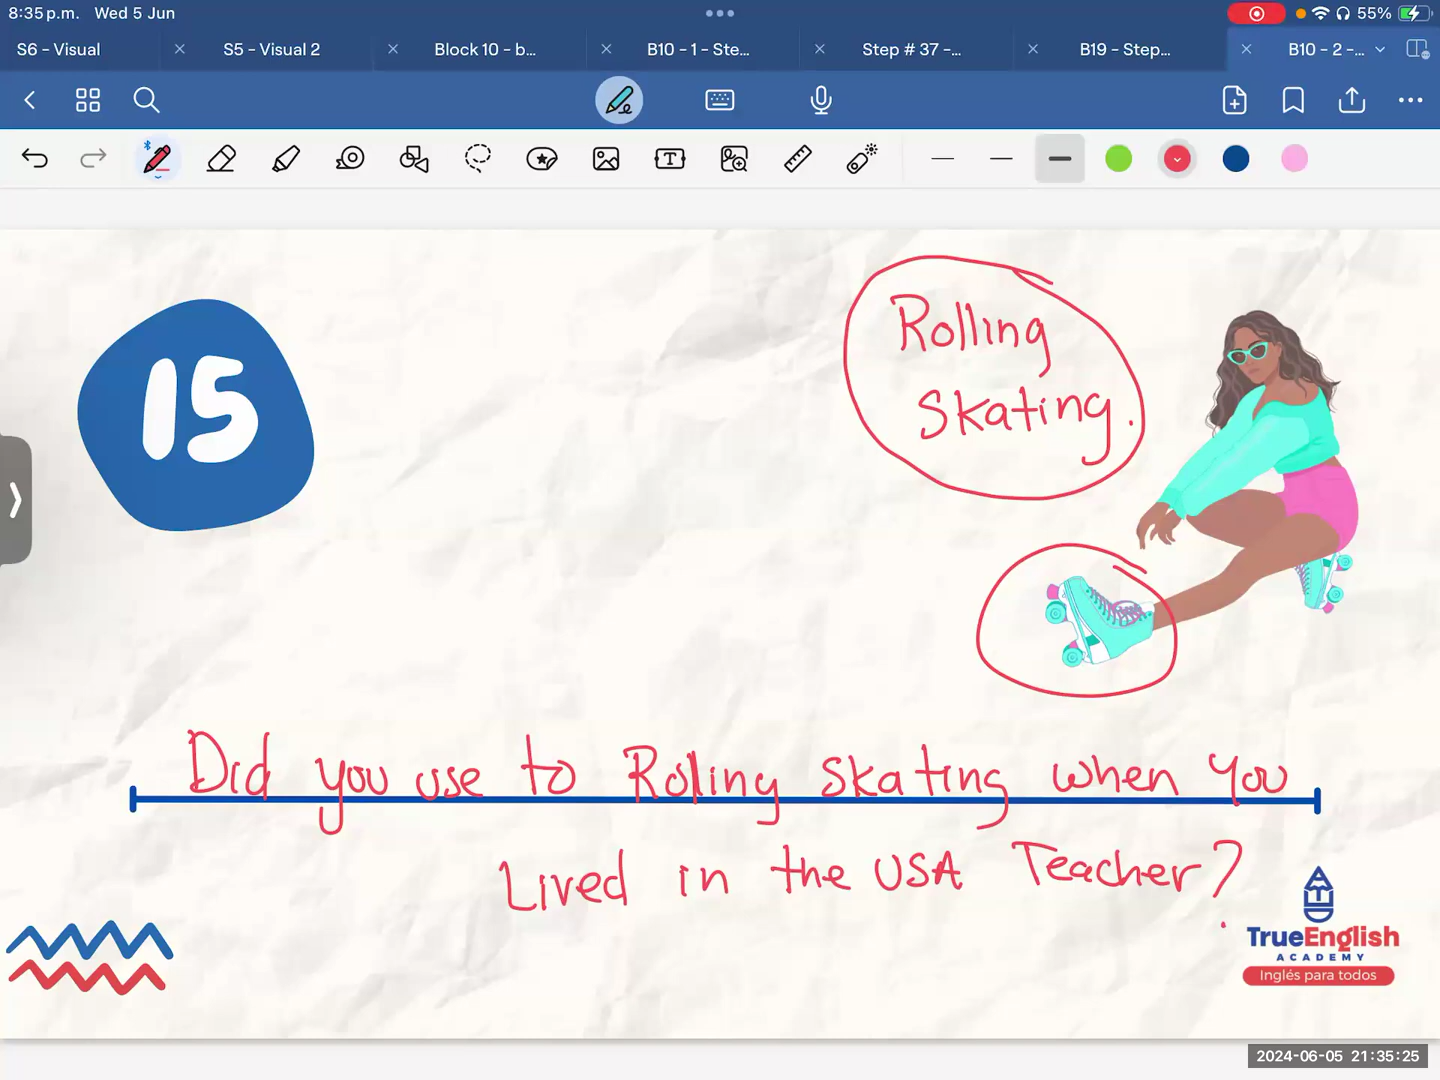 8:35 p.m. Wed 5 Jun
55%
S6 - Visual
S5 - Visual 2
Block 10 - b...
B10 - 1 - Ste...
Step # 37 -...
B19 - Step...
B10 - 2 -...
15
Rolling
Skating.
Did you use to Roling skating when you
Lived in the USA Teacher?
TrueEnglish
ACADEMY
Inglés para todos
2024-06-05 21:35:25